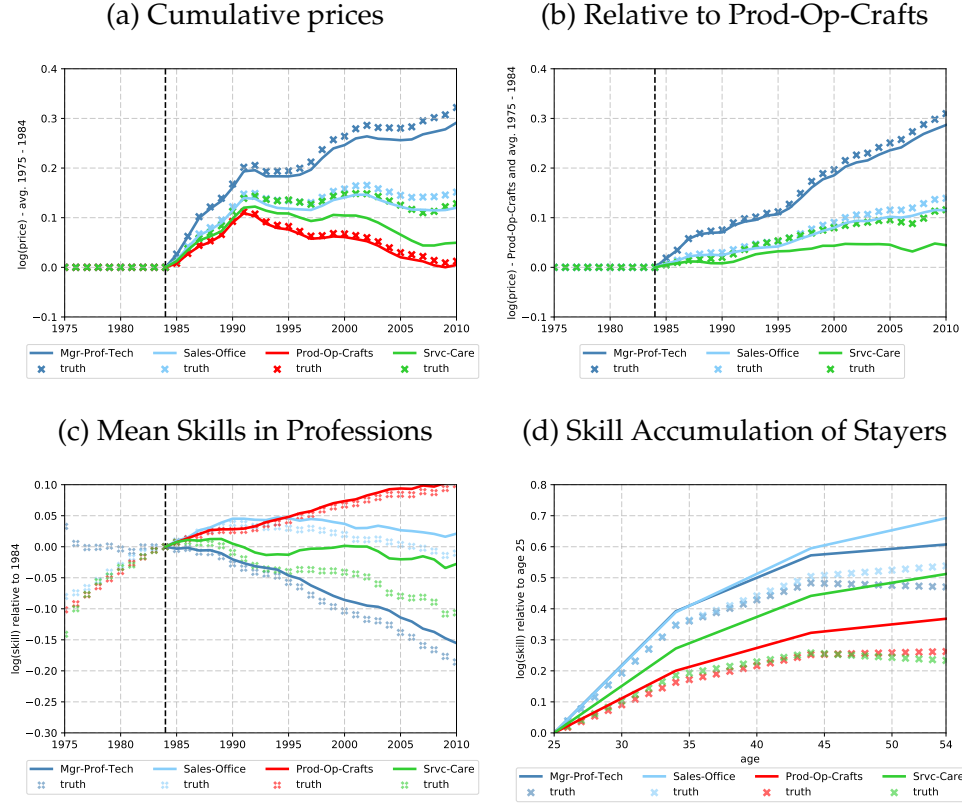 (a) Cumulative prices
log(price) - avg. 1975 - 1984
0.4
0.3
0.2
0.1
0.0
−0.1
1975 1980 1985 1990 1995 2000 2005 2010
Mgr-Prof-Tech Sales-Office Prod-Op-Crafts Srvc-Care
truth truth truth truth
(b) Relative to Prod-Op-Crafts
log(price) - Prod-Op-Crafts and avg. 1975 - 1984
0.4
0.3
0.2
0.1
0.0
−0.1
1975 1980 1985 1990 1995 2000 2005 2010
Mgr-Prof-Tech Sales-Office Srvc-Care
truth truth truth
(c) Mean Skills in Professions
log(skill) relative to 1984
0.10
0.05
0.00
−0.05
−0.10
−0.15
−0.20
−0.30
1975 1980 1985 1990 1995 2000 2005 2010
Mgr-Prof-Tech Sales-Office Prod-Op-Crafts Srvc-Care
truth truth truth truth
(d) Skill Accumulation of Stayers
log(skill) relative to age 25
0.8
0.7
0.6
0.5
0.4
0.3
0.2
0.1
0.0
25 30 35 40 45 50 54
age
Mgr-Prof-Tech Sales-Office Prod-Op-Crafts Srvc-Care
truth truth truth truth